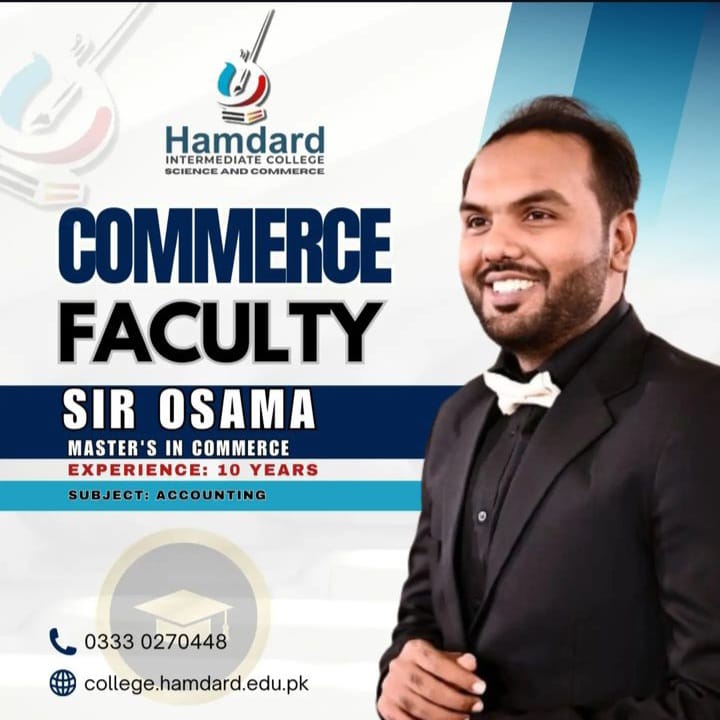 Hamdard
INTERMEDIATE COLLEGE
SCIENCE AND COMMERCE
COMMERCE
FACULTY
SIR OSAMA
MASTER'S IN COMMERCE
EXPERIENCE: 10 YEARS
SUBJECT: ACCOUNTING
0333 0270448
college.hamdard.edu.pk